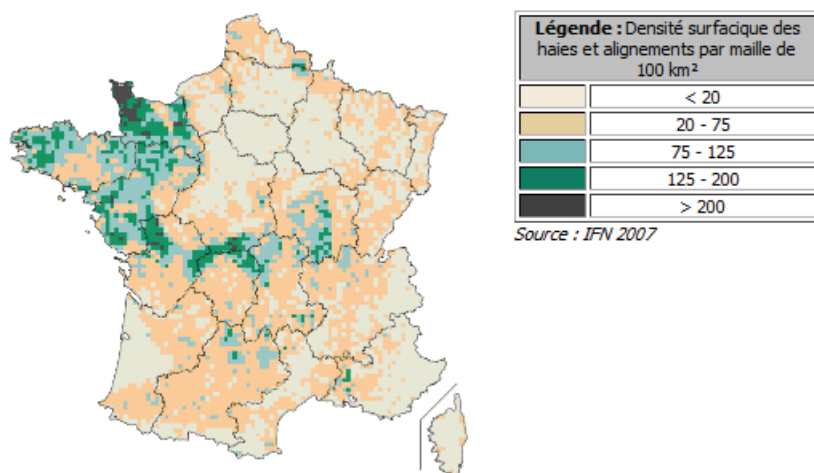 Légende : Densité surfacique des
haies et alignements par maille de
100 km²
< 20
20 - 75
75 - 125
125 - 200
> 200
Source : IFN 2007